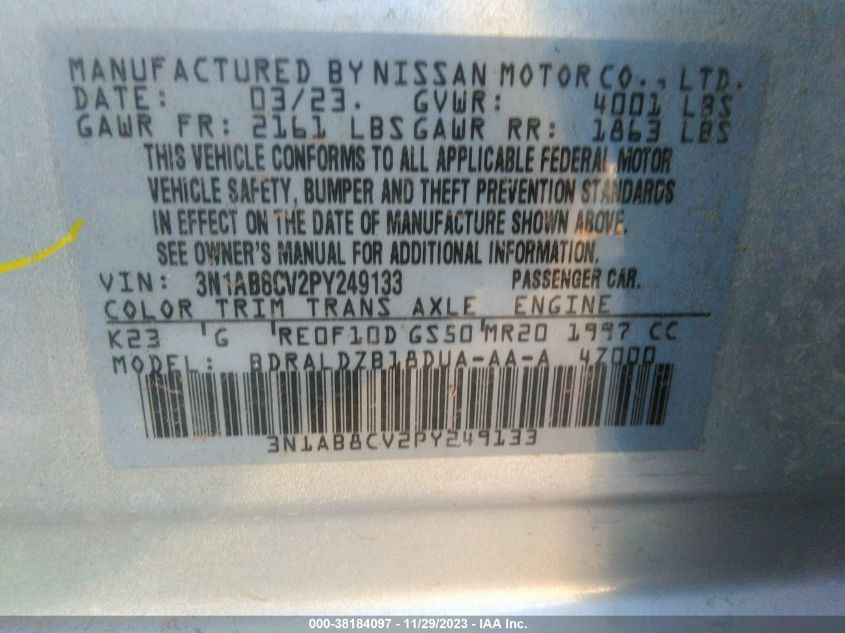 MANUFACTURED BY NISSAN MOTOR CO., LTD.
DATE: 03/23. GVWR: 4001 LBS
GAWR FR: 2161 LBS GAWR RR: 1863 LBS
THIS VEHICLE CONFORMS TO ALL APPLICABLE FEDERAL MOTOR
VEHICLE SAFETY, BUMPER AND THEFT PREVENTION STANDARDS
IN EFFECT ON THE DATE OF MANUFACTURE SHOWN ABOVE.
SEE OWNER'S MANUAL FOR ADDITIONAL INFORMATION.
VIN: 3N1AB8CV2PY249133 PASSENGER CAR.
COLOR TRIM TRANS AXLE ENGINE
K23 G RE0F10D GS50 MR20 1997 CC
MODEL: BDRALDZB18DUA-AA-A 47000
3N1AB8CV2PY249133
000-38184097 - 11/29/2023 - IAA Inc.